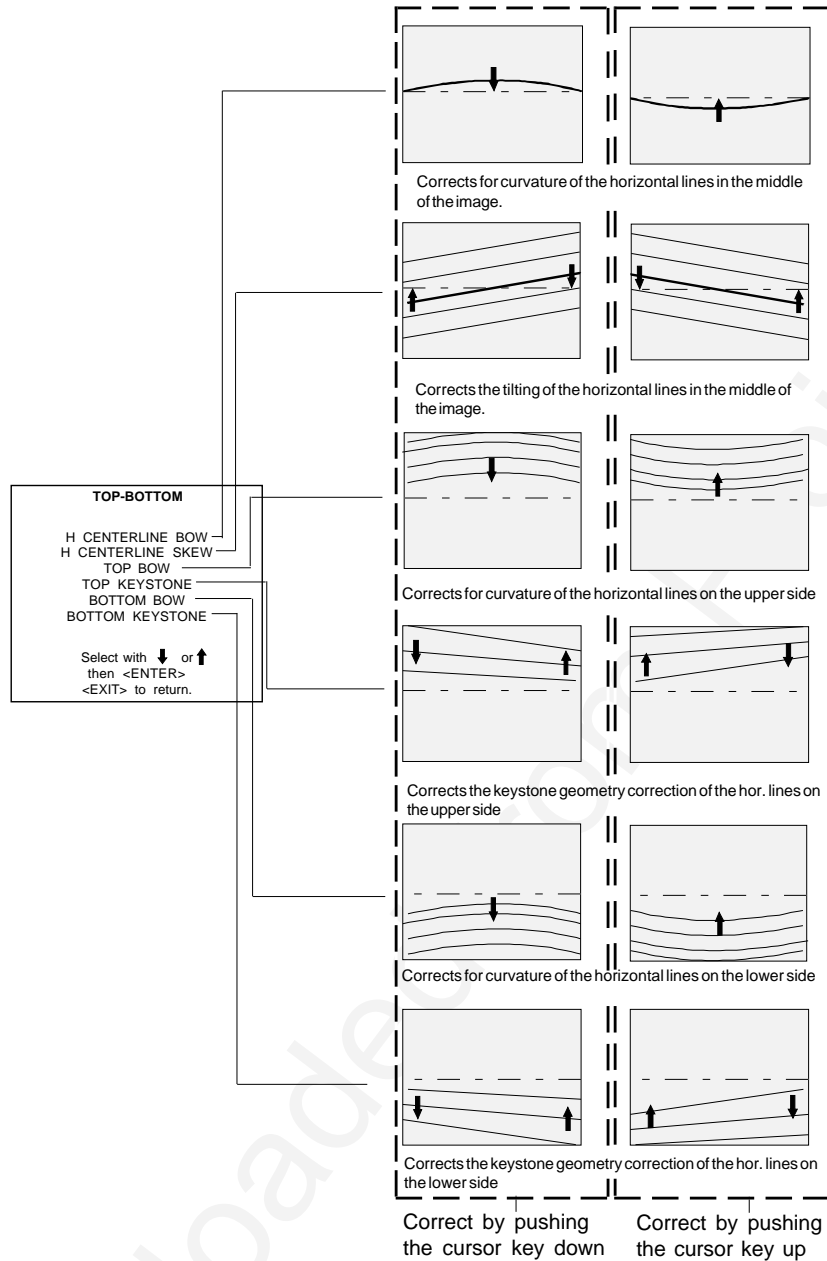 Corrects for curvature of the horizontal lines in the middle
of the image.
Corrects the tilting of the horizontal lines in the middle of
the image.
TOP-BOTTOM
H CENTERLINE BOW
H CENTERLINE SKEW
TOP BOW
TOP KEYSTONE
BOTTOM BOW
BOTTOM KEYSTONE
Select with or
then <ENTER>
<EXIT> to return.
Corrects for curvature of the horizontal lines on the upper side
Corrects the keystone geometry correction of the hor. lines on
the upper side
Corrects for curvature of the horizontal lines on the lower side
Corrects the keystone geometry correction of the hor. lines on
the lower side
Correct by pushing
the cursor key down
Correct by pushing
the cursor key up